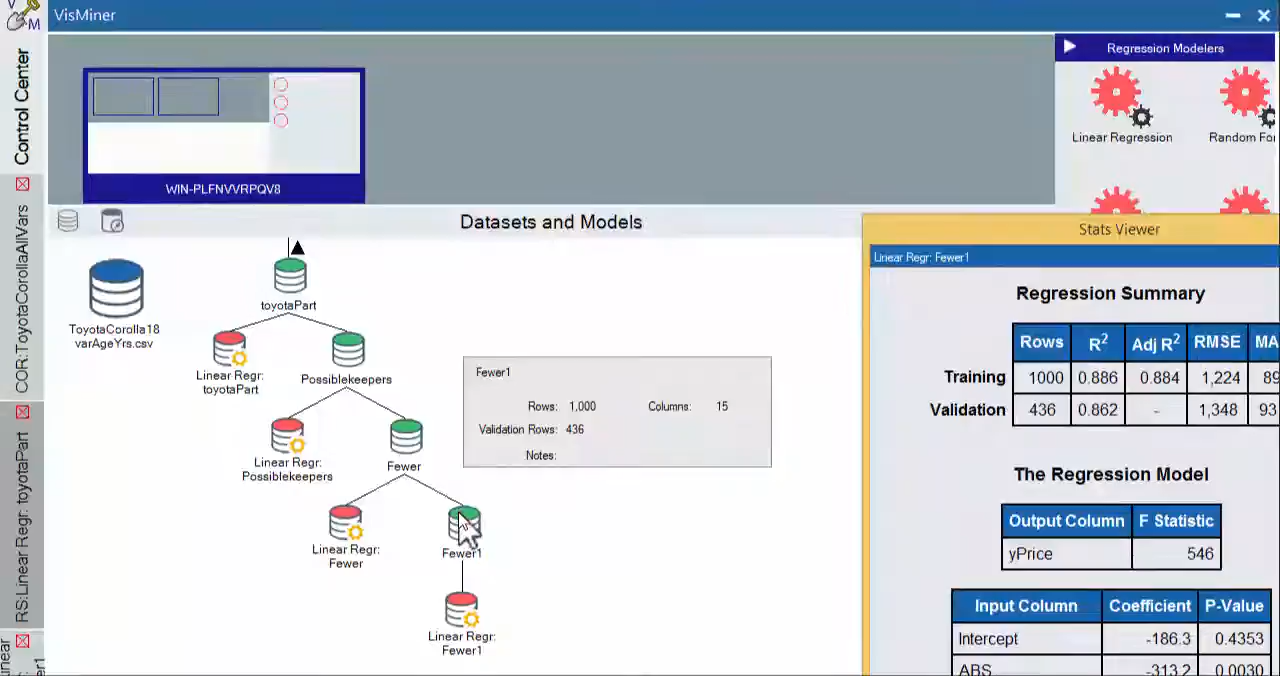 V
M
VisMiner
Control Center
COR:ToyotaCorollaAllVars
RS:Linear Regr: toyotaPart
WIN-PLFNVVRPQV8
Regression Modelers
Linear Regression
Datasets and Models
ToyotaCorolla18
varAgeYrs.csv
toyotaPart
Linear Regr:
toyotaPart
Possiblekeepers
Linear Regr:
Possiblekeepers
Fewer
Linear Regr:
Fewer
Fewer1
Linear Regr:
Fewer1
Fewer1
Rows: 1,000 Columns: 15
Validation Rows: 436
Notes:
Stats Viewer
Linear Regr: Fewer1
Regression Summary
Rows R2 Adj R2 RMSE
Training 1000 0.886 0.884 1,224
Validation 436 0.862 - 1,348
The Regression Model
Output Column F Statistic
yPrice 546
Input Column Coefficient P-Value
Intercept -186.3 0.4353
ABS -313.2 0.0030